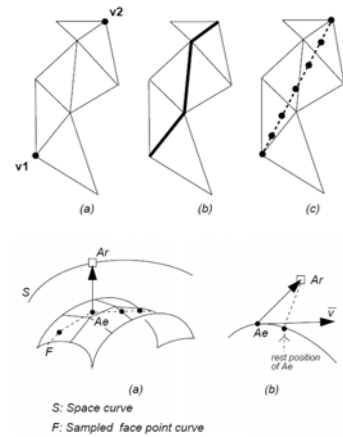 v2
v1
(a) (b) (c)
Ar
S
Ae
F
Ar
v̅
Ae
rest position
of Ae
(a) (b)
S: Space curve
F: Sampled face point curve